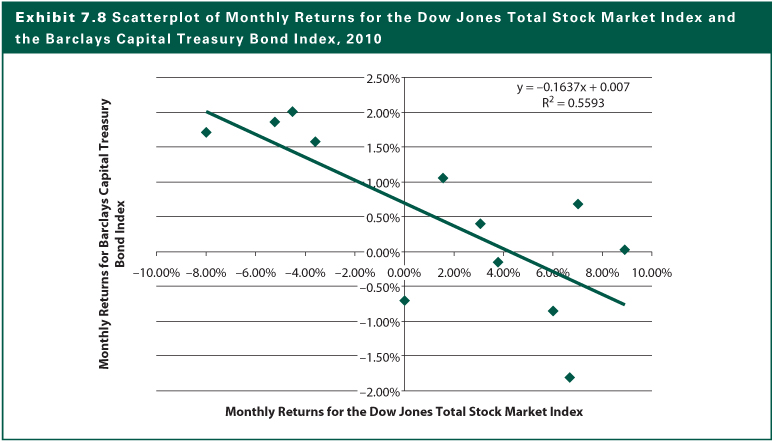 Exhibit 7.8 Scatterplot of Monthly Returns for the Dow Jones Total Stock Market Index and
the Barclays Capital Treasury Bond Index, 2010
2.50%
y = –0.1637x + 0.007
R² = 0.5593
2.00%
1.50%
1.00%
0.50%
0.00%
–10.00% –8.00% –6.00% –4.00% –2.00% 0.00% 2.00% 4.00% 6.00% 8.00% 10.00%
–0.50%
–1.00%
–1.50%
–2.00%
Monthly Returns for Barclays Capital Treasury
Bond Index
Monthly Returns for the Dow Jones Total Stock Market Index